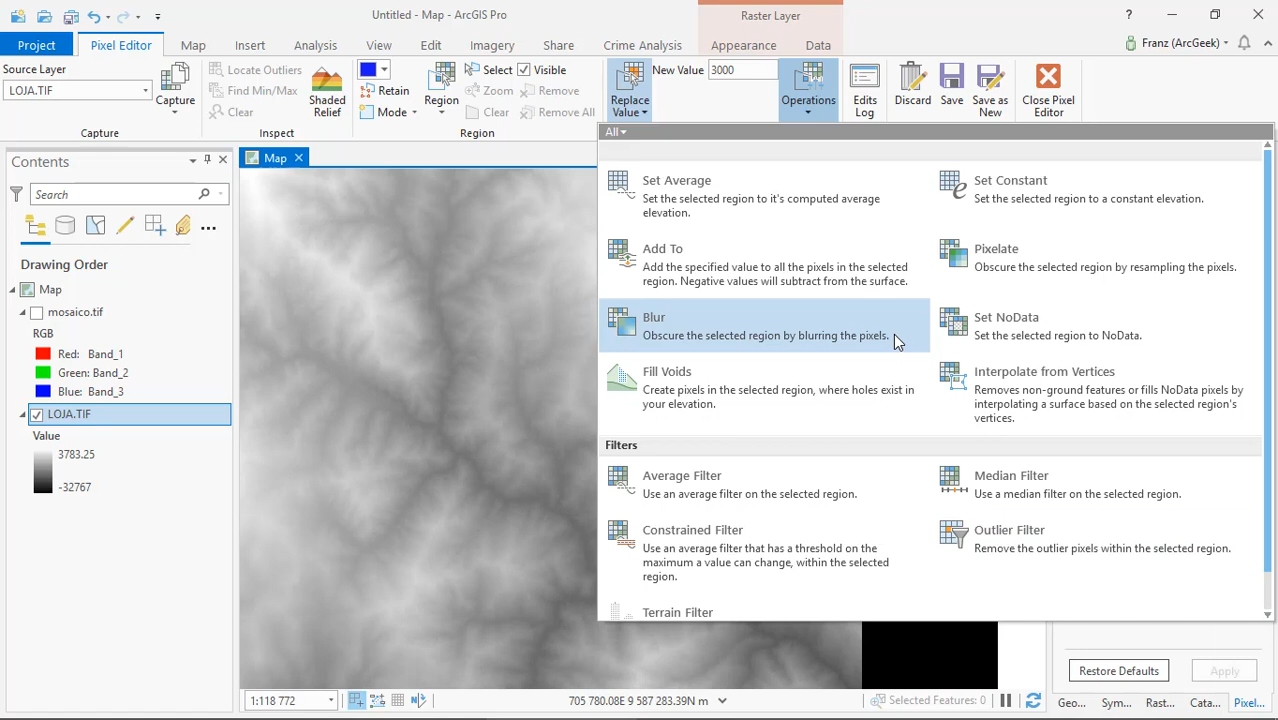 Untitled - Map - ArcGIS Pro
Raster Layer
?
Project
Pixel Editor
Map
Insert
Analysis
View
Edit
Imagery
Share
Crime Analysis
Appearance
Data
Franz (ArcGeek)
Source Layer
LOJA.TIF
Capture
Capture
Locate Outliers
Find Min/Max
Clear
Shaded
Relief
Inspect
Retain
Mode
Region
Select
Zoom
Clear
Visible
Remove
Remove All
Region
Replace
Value
New Value
3000
Operations
Edits
Log
Discard
Save
Save as
New
Close Pixel
Editor
All
Set Average
Set the selected region to it's computed average
elevation.
Set Constant
Set the selected region to a constant elevation.
Add To
Add the specified value to all the pixels in the selected
region. Negative values will subtract from the surface.
Pixelate
Obscure the selected region by resampling the pixels.
Blur
Obscure the selected region by blurring the pixels.
Set NoData
Set the selected region to NoData.
Fill Voids
Create pixels in the selected region, where holes exist in
your elevation.
Interpolate from Vertices
Removes non-ground features or fills NoData pixels by
interpolating a surface based on the selected region's
vertices.
Filters
Average Filter
Use an average filter on the selected region.
Median Filter
Use a median filter on the selected region.
Constrained Filter
Use an average filter that has a threshold on the
maximum a value can change, within the selected
region.
Outlier Filter
Remove the outlier pixels within the selected region.
Terrain Filter
Contents
Search
Drawing Order
Map
mosaico.tif
RGB
Red: Band_1
Green: Band_2
Blue: Band_3
LOJA.TIF
Value
3783.25
-32767
Map
1:118 772
705 780.08E 9 587 283.39N m
Selected Features: 0
Restore Defaults
Apply
Geo...
Sym...
Rast...
Cata...
Pixel...